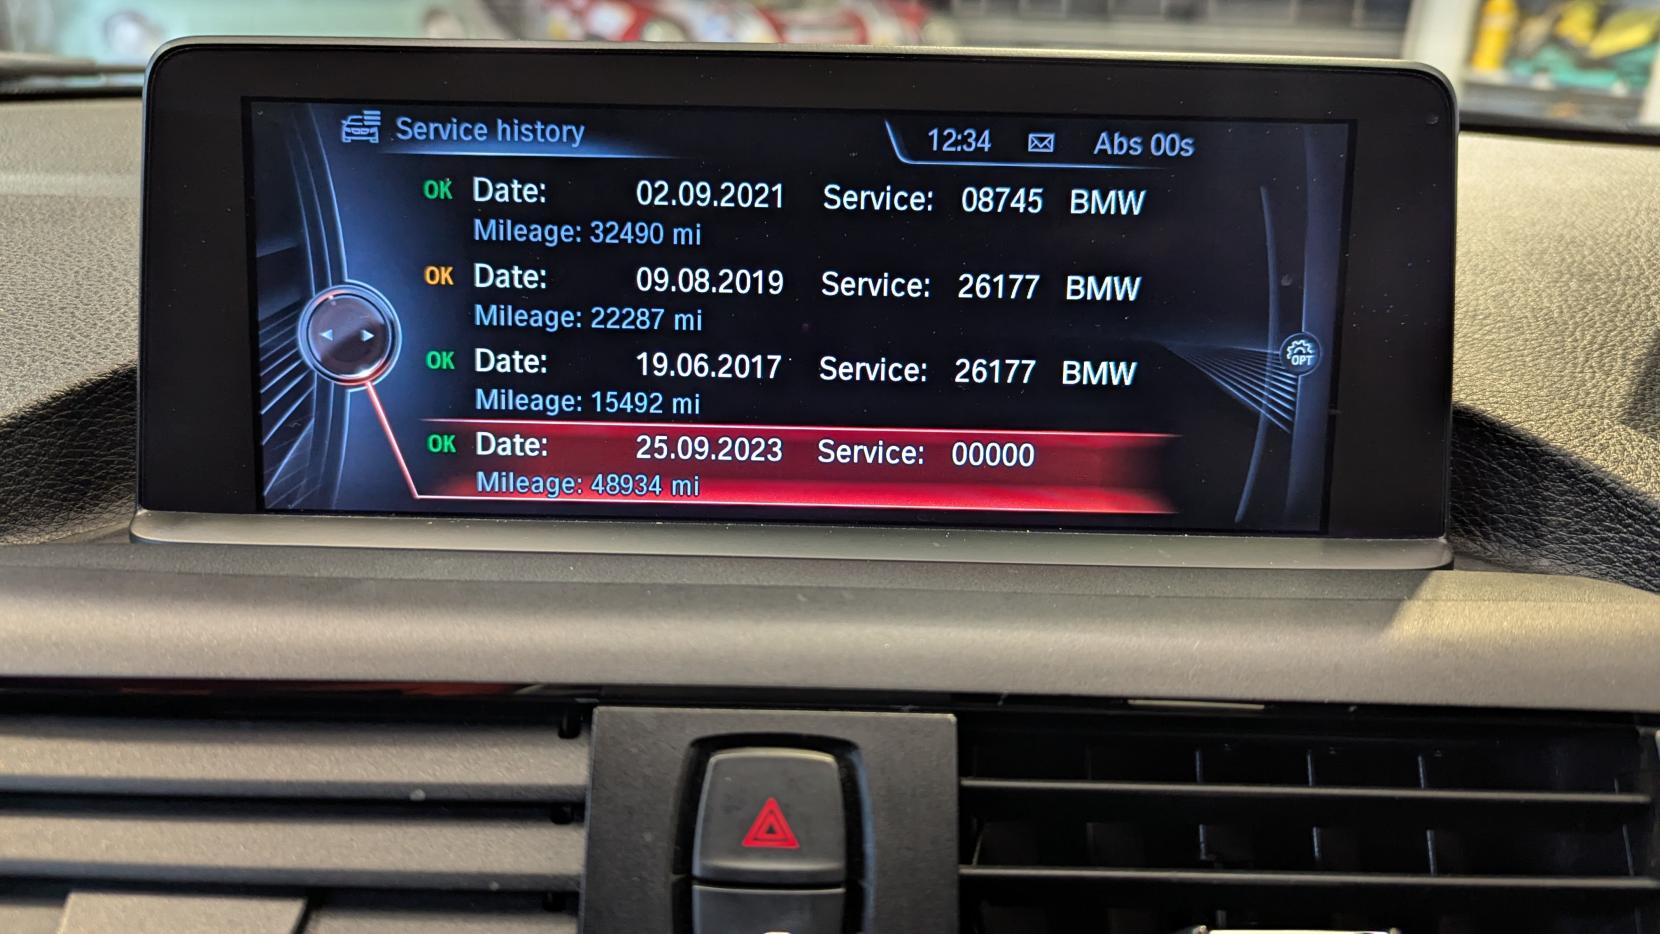 Service history 12:34 Abs 00s
OK Date: 02.09.2021 Service: 08745 BMW
Mileage: 32490 mi
OK Date: 09.08.2019 Service: 26177 BMW
Mileage: 22287 mi
OK Date: 19.06.2017 Service: 26177 BMW
Mileage: 15492 mi
OPT
OK Date: 25.09.2023 Service: 00000
Mileage: 48934 mi